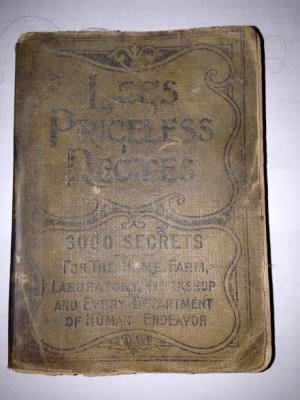 LEE'S
PRICELESS
RECIPES
3000 SECRETS
FOR THE HOME, FARM,
LABORATORY, WORKSHOP
AND EVERY DEPARTMENT
OF HUMAN ENDEAVOR